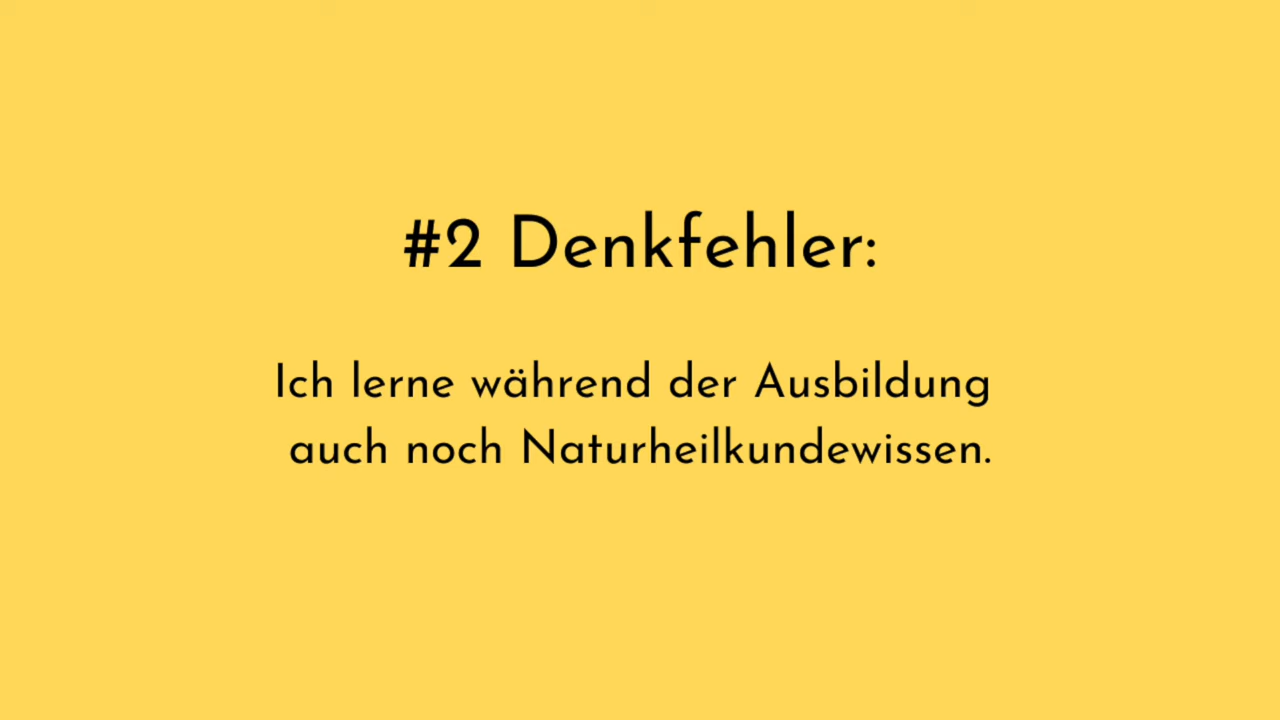 #2 Denkfehler:
Ich lerne während der Ausbildung
auch noch Naturheilkundewissen.